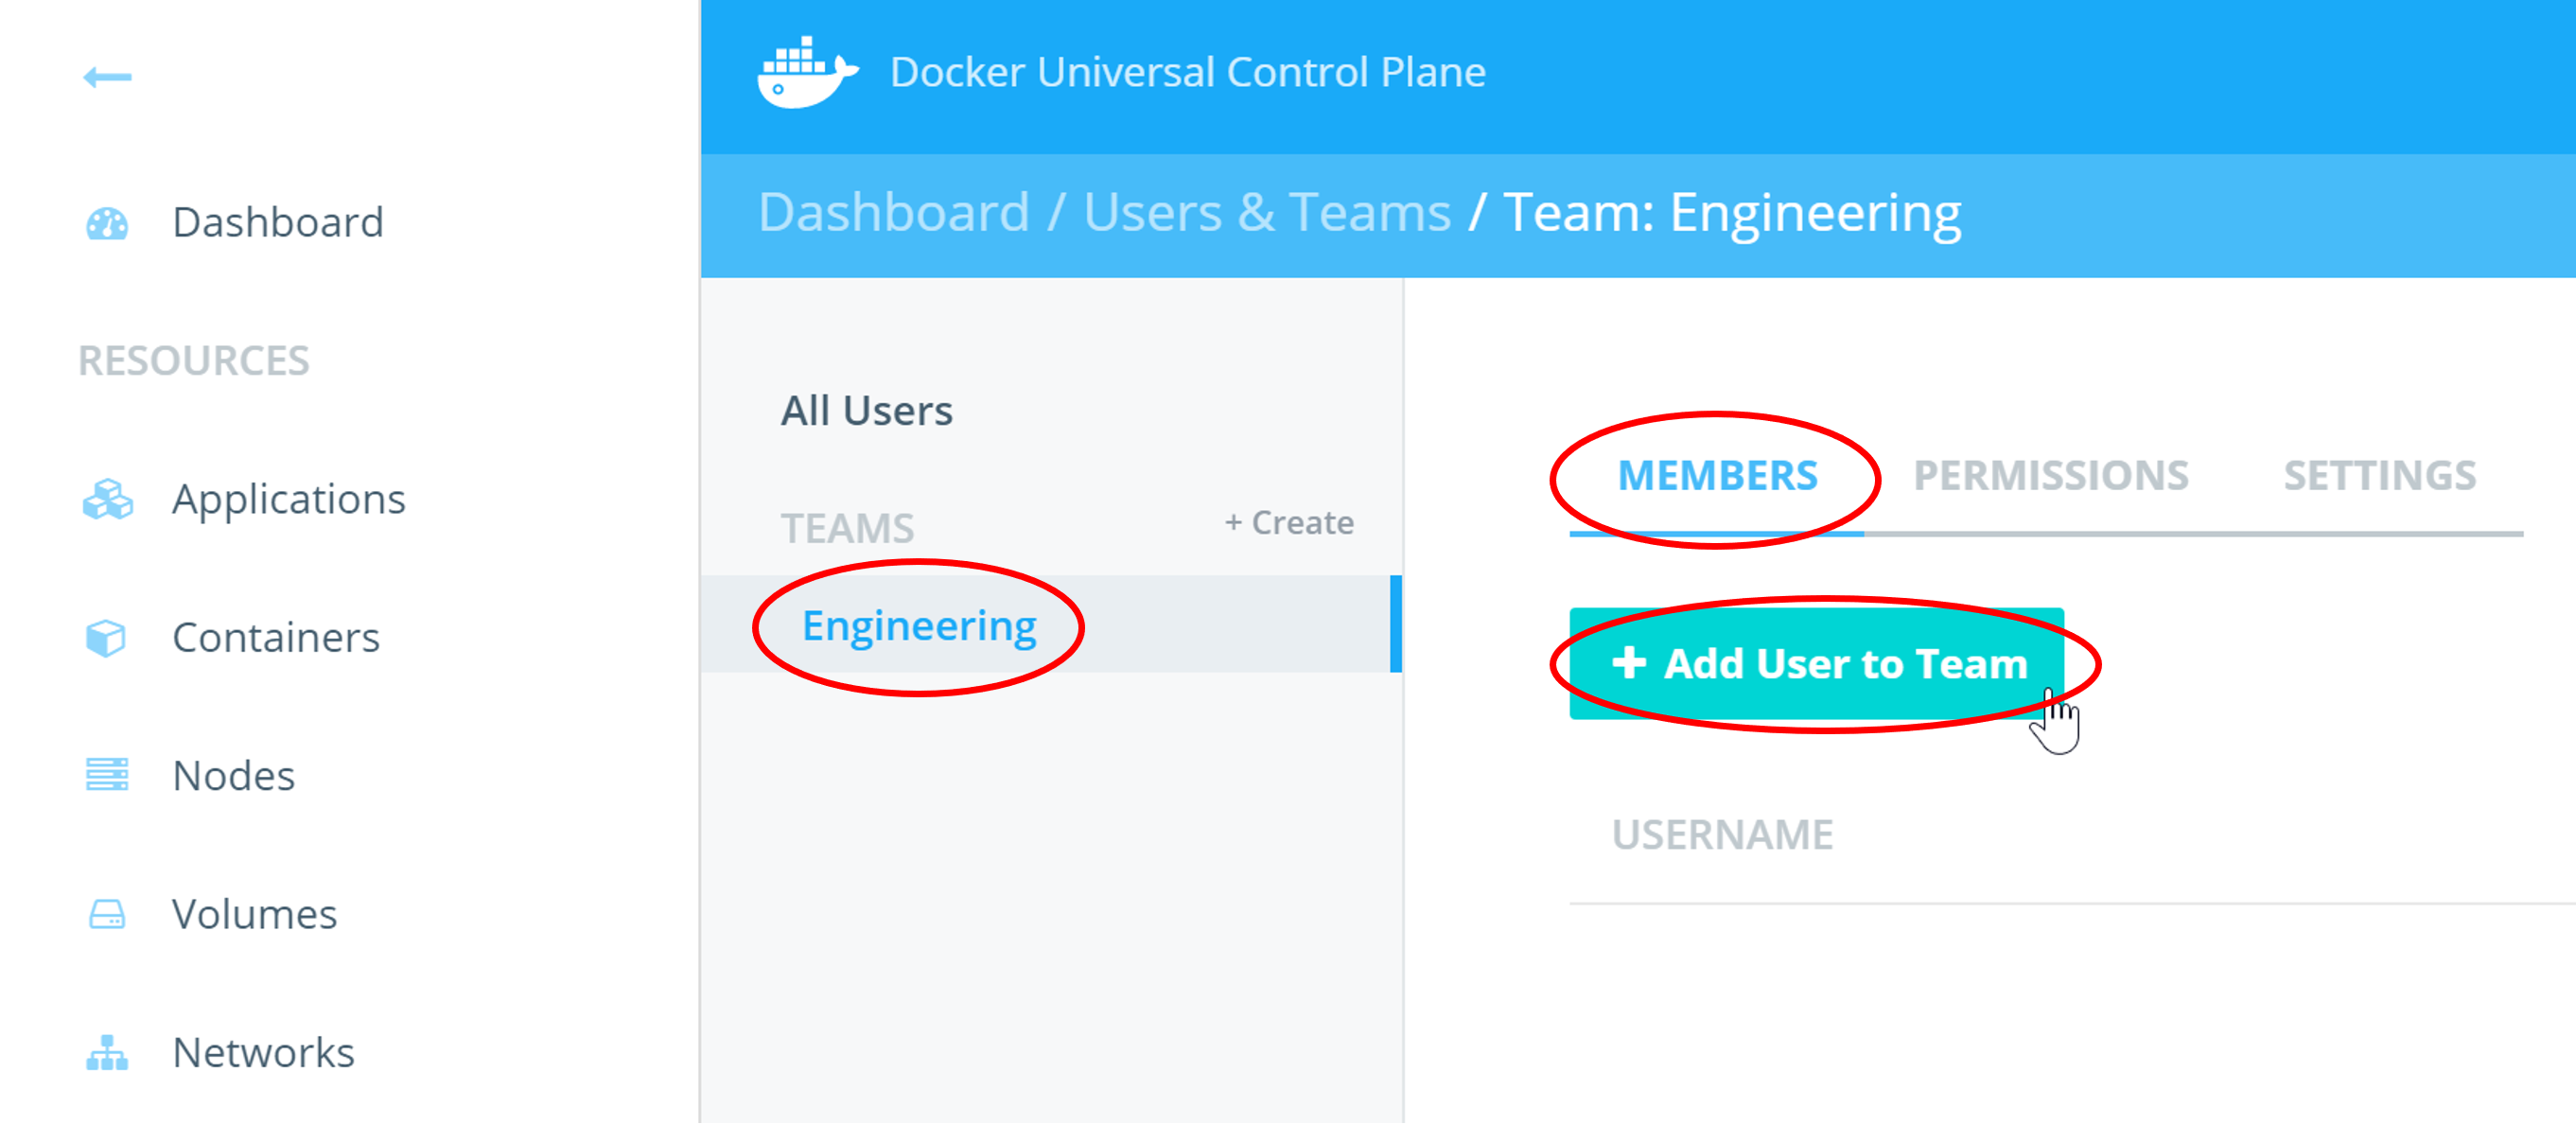 Docker Universal Control Plane
Dashboard / Users & Teams / Team: Engineering
Dashboard
RESOURCES
Applications
Containers
Nodes
Volumes
Networks
All Users
TEAMS + Create
Engineering
MEMBERS PERMISSIONS SETTINGS
+ Add User to Team
USERNAME